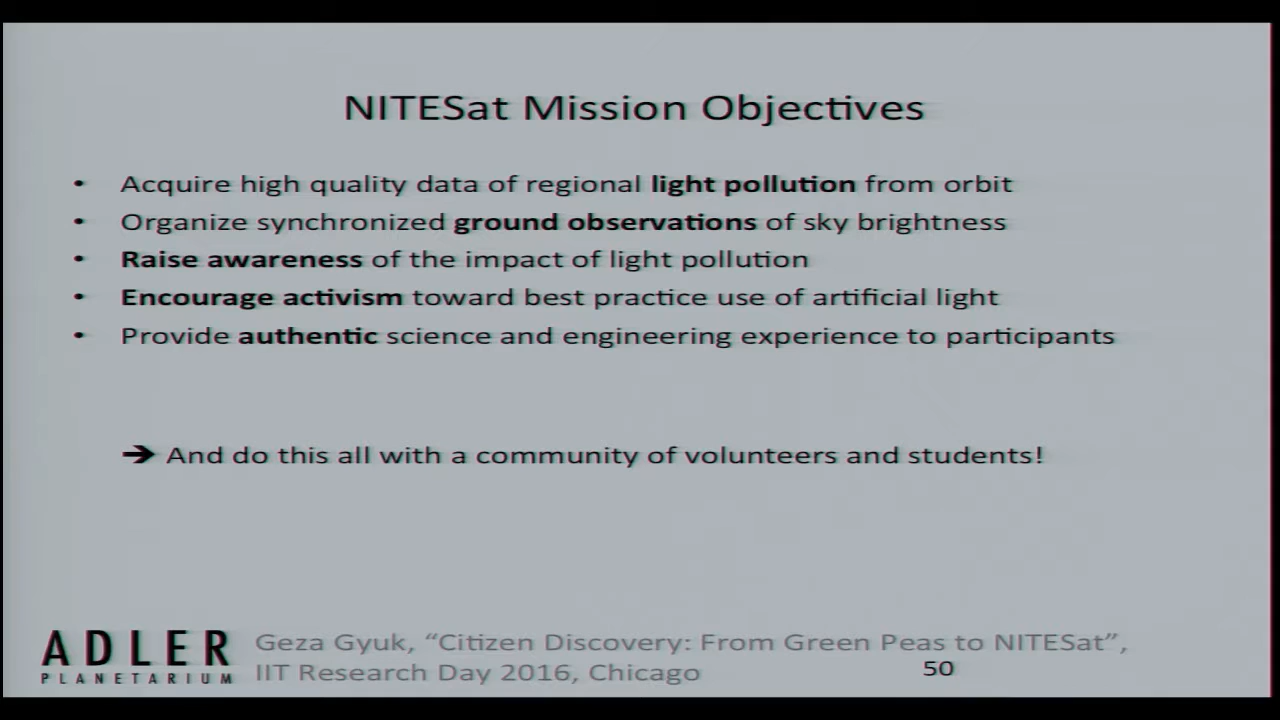 NITESat Mission Objectives
• Acquire high quality data of regional light pollution from orbit
• Organize synchronized ground observations of sky brightness
• Raise awareness of the impact of light pollution
• Encourage activism toward best practice use of artificial light
• Provide authentic science and engineering experience to participants
➔ And do this all with a community of volunteers and students!
ADLER
PLANETARIUM
Geza Gyuk, “Citizen Discovery: From Green Peas to NITESat”,
IIT Research Day 2016, Chicago
50